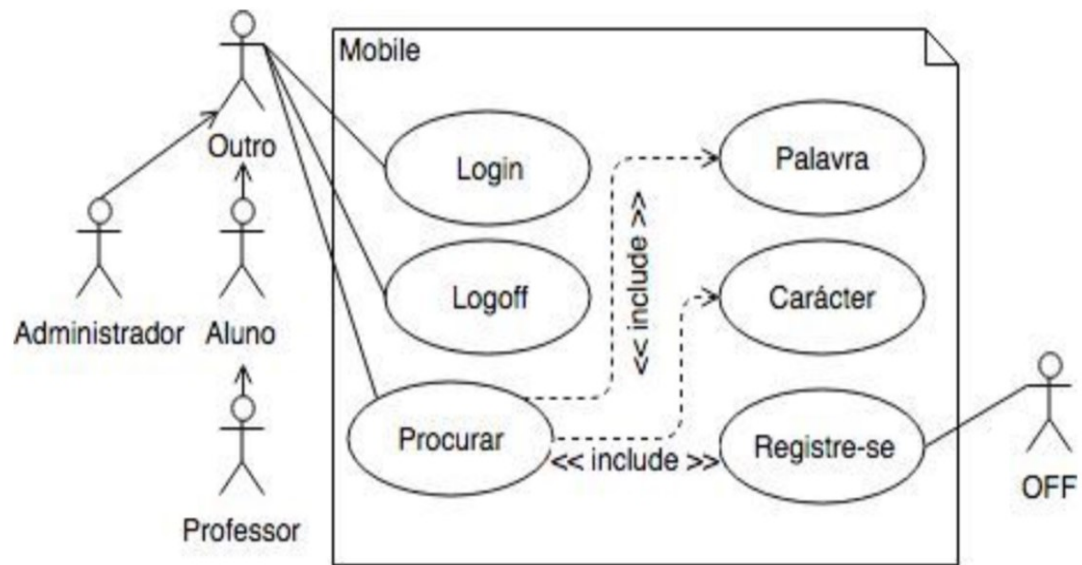 Mobile
Outro
Login
Palavra
<< include >>
Administrador
Aluno
Logoff
Carácter
Procurar
<< include >>
Registre-se
OFF
Professor